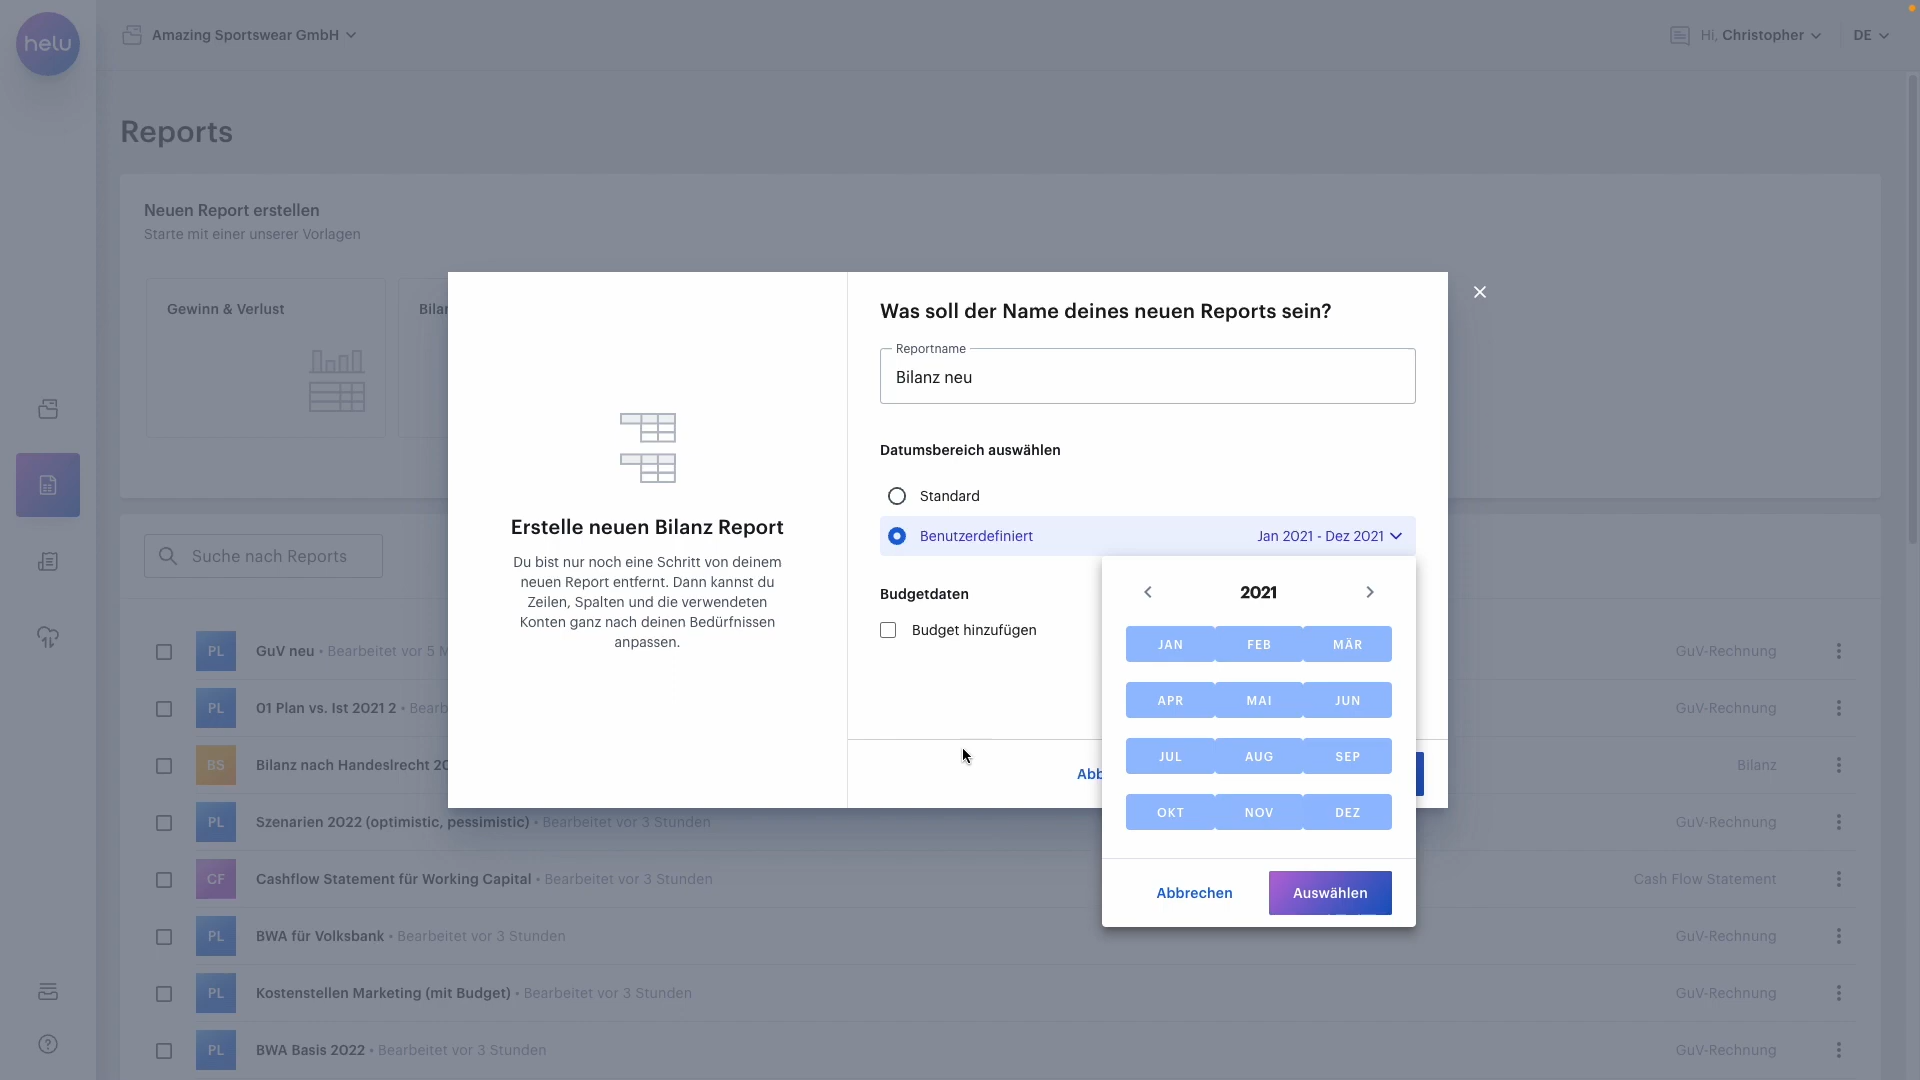 helu
Amazing Sportswear GmbH
Hi, Christopher
DE
Reports
Neuen Report erstellen
Starte mit einer unserer Vorlagen
Gewinn & Verlust
Was soll der Name deines neuen Reports sein?
Reportname
Bilanz neu
Datumsbereich auswählen
Standard
Benutzerdefiniert
Jan 2021 - Dez 2021
Erstelle neuen Bilanz Report
Du bist nur noch eine Schritt von deinem
neuen Report entfernt. Dann kannst du
Zeilen, Spalten und die verwendeten
Konten ganz nach deinen Bedürfnissen
anpassen.
Budgetdaten
Budget hinzufügen
2021
JAN FEB MÄR
APR MAI JUN
JUL AUG SEP
OKT NOV DEZ
Abbrechen
Auswählen
Suche nach Reports
PL GuV neu • Bearbeitet vor 5 GuV-Rechnung
PL 01 Plan vs. Ist 2021 2 • GuV-Rechnung
BS Bilanz nach Handeslrecht Bilanz
PL Szenarien 2022 (optimistic, pessimistic) • Bearbeitet vor 3 Stunden GuV-Rechnung
CF Cashflow Statement für Working Capital • Bearbeitet vor 3 Stunden Cash Flow Statement
PL BWA für Volksbank • Bearbeitet vor 3 Stunden GuV-Rechnung
PL Kostenstellen Marketing (mit Budget) • Bearbeitet vor 3 Stunden GuV-Rechnung
PL BWA Basis 2022 • Bearbeitet vor 3 Stunden GuV-Rechnung